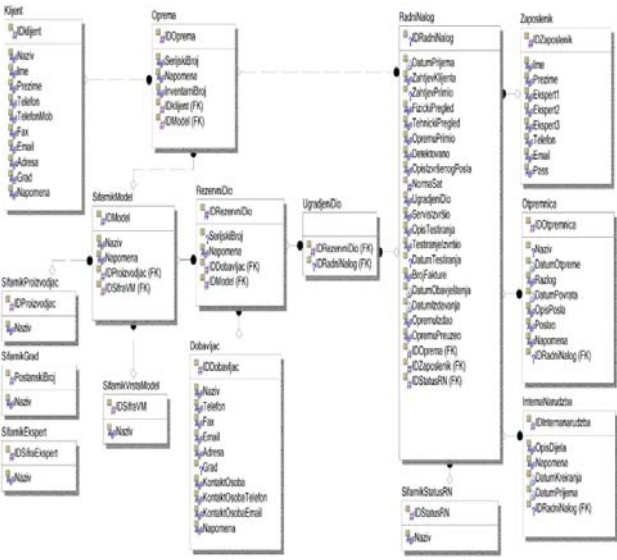 Klijent
IDklijent
Naziv
Ime
Prezime
Telefon
TelefonMob
Fax
Email
Adresa
Grad
Napomena
Oprema
IDOprema
SerijskiBroj
Napomena
InventarniBroj
IDklijent (FK)
IDModel (FK)
RadniNalog
IDRadniNalog
DatumPrijema
ZahtjevKlijenta
ZahtjevPrimio
FizickiPregled
TehnickiPregled
OpremuPrimio
Detektovano
OpisIzvršenogPosla
NormaSat
UgradjeniDio
ServisIzvršio
OpisTestiranja
TestiranjeIzvršio
DatumTestiranja
BrojFakture
DatumObavještenja
DatumIzdavanja
OpremuIzdao
OpremuPreuzeo
IDOprema (FK)
IDZaposlenik (FK)
IDStatusRN (FK)
Zaposlenik
IDZaposlenik
Ime
Prezime
Ekspert1
Ekspert2
Ekspert3
Telefon
Email
Pass
SifarnikModel
IDModel
Naziv
Napomena
IDProizvodjac (FK)
IDSifraVM (FK)
RezervniDio
IDRezervniDio
SerijskiBroj
Napomena
IDDobavljac (FK)
IDModel (FK)
UgradjeniDio
IDRezervniDio (FK)
IDRadniNalog (FK)
Otpremnica
IDOtpremnica
Naziv
DatumOtpreme
Razlog
DatumPovrata
OpisPosla
Poslao
Napomena
IDRadniNalog (FK)
SifarnikProizvodjac
IDProizvodjac
Naziv
SifarnikGrad
PostanskiBroj
Naziv
SifarnikEkspert
IDSifraEkspert
Naziv
SifarnikVrstaModel
IDSifraVM
Naziv
Dobavljac
IDDobavljac
Naziv
Telefon
Fax
Email
Adresa
Grad
KontaktOsoba
KontaktOsobaTelefon
KontaktOsobaEmail
Napomena
InternaNarudzba
IDInternanarudzba
OpisDijela
Napomena
DatumKreiranja
DatumPrijema
IDRadniNalog (FK)
SifarnikStatusRN
IDStatusRN
Naziv